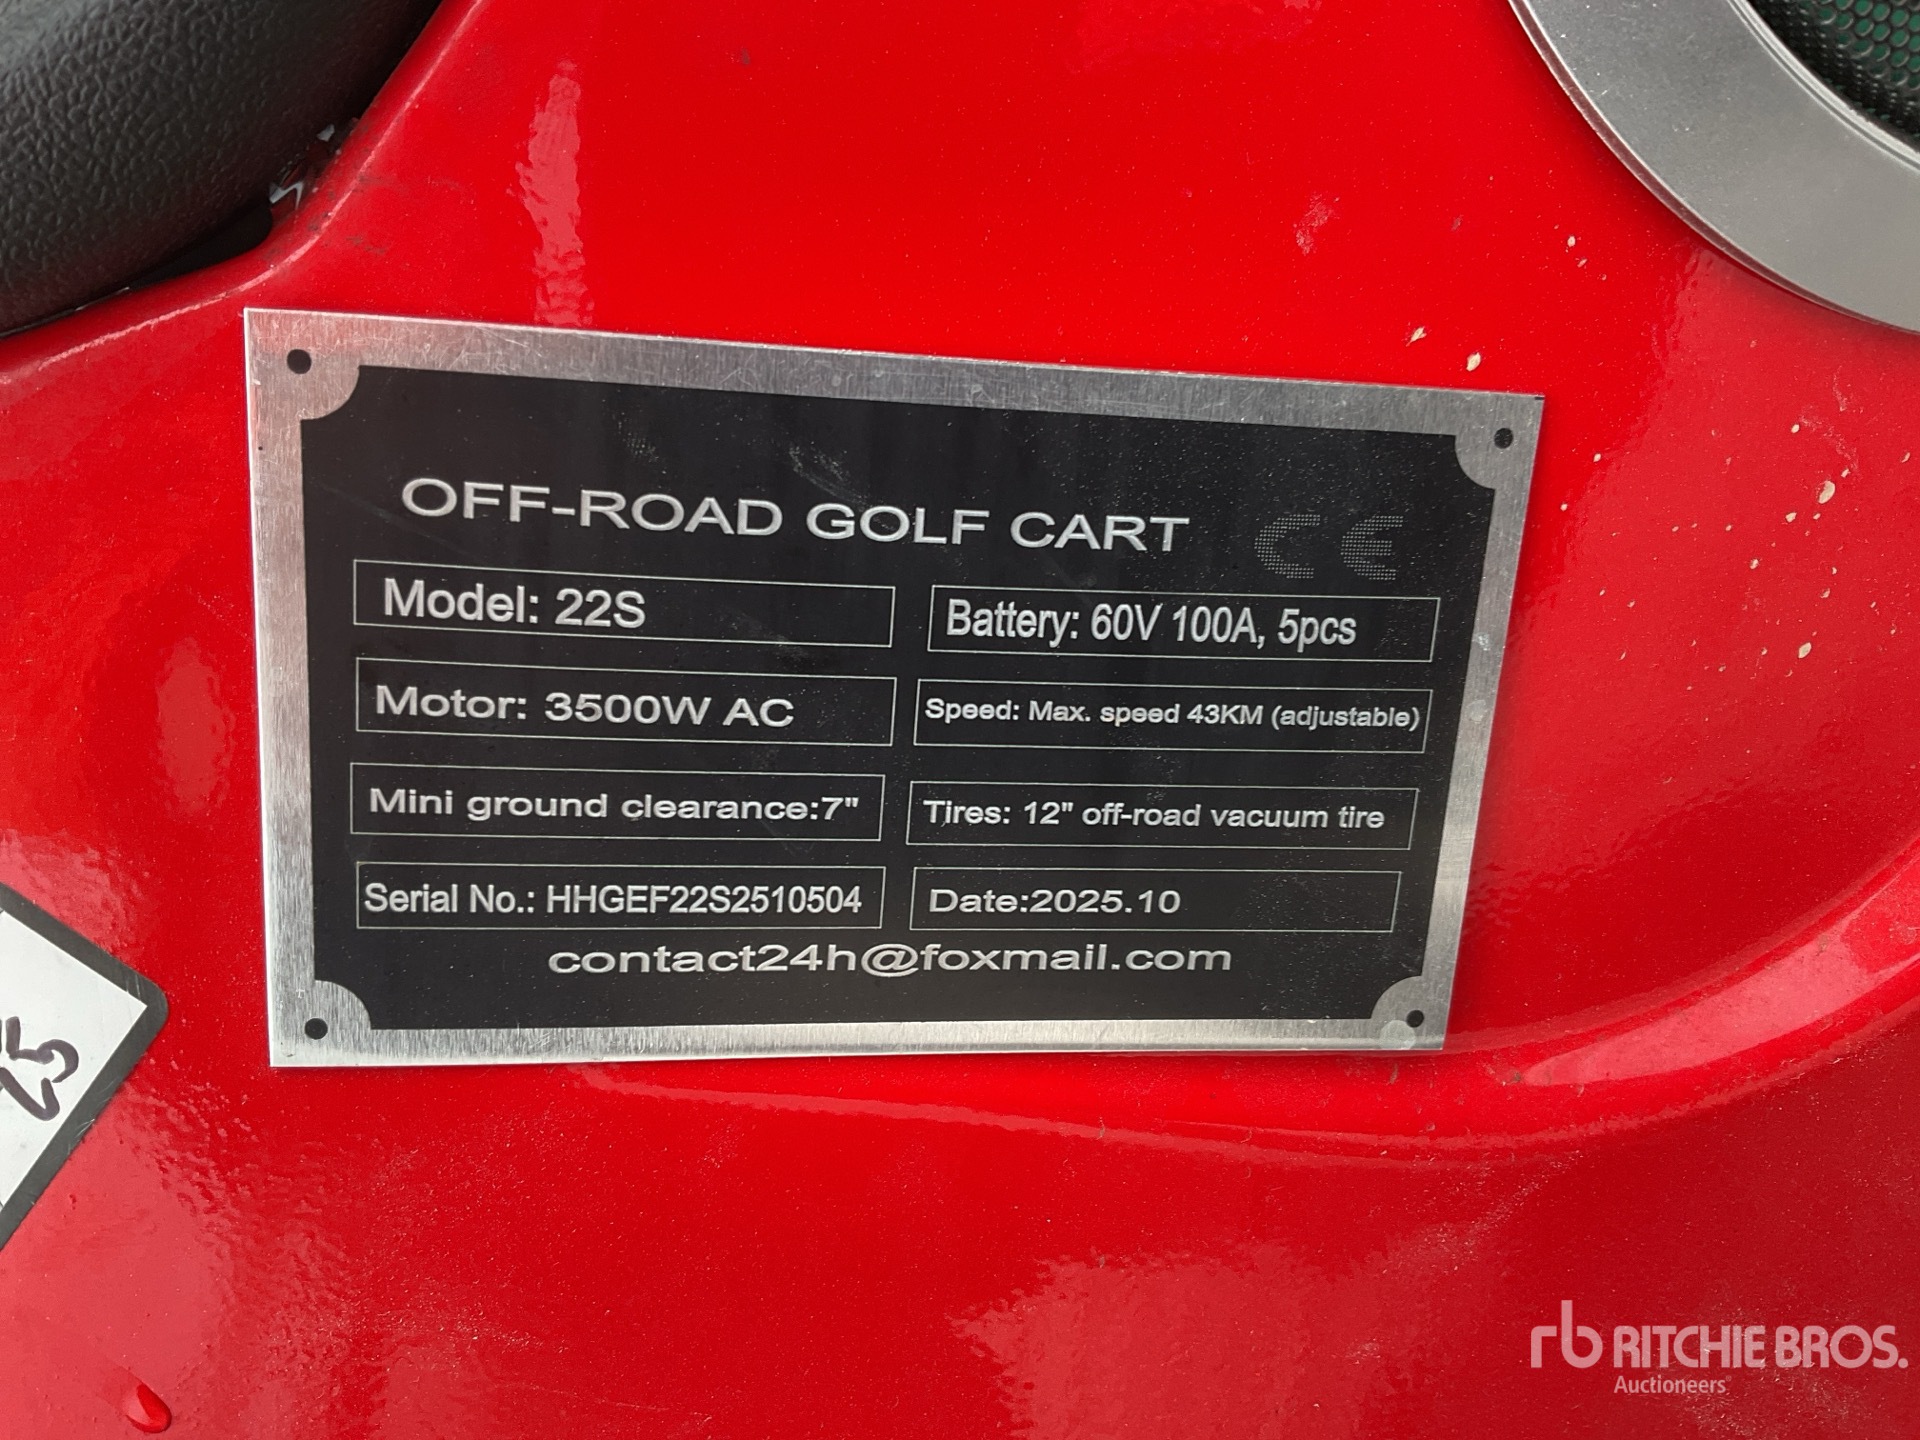 OFF-ROAD GOLF CART CE
Model: 22S
Battery: 60V 100A, 5pcs
Motor: 3500W AC
Speed: Max. speed 43KM (adjustable)
Mini ground clearance:7"
Tires: 12" off-road vacuum tire
Serial No.: HHGEF22S2510504
Date:2025.10
contact24h@foxmail.com
rb RITCHIE BROS.
Auctioneers